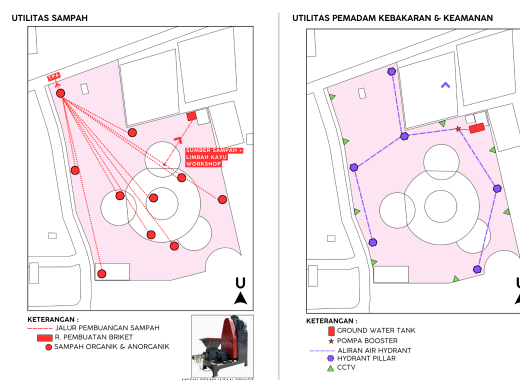 UTILITAS SAMPAH
TPA
SUMBER SAMPAH +
LIMBAH KAYU
WORKSHOP
U
KETERANGAN :
JALUR PEMBUANGAN SAMPAH
R. PEMBUATAN BRIKET
SAMPAH ORGANIK & ANORGANIK
UTILITAS PEMADAM KEBAKARAN & KEAMANAN
U
KETERANGAN :
GROUND WATER TANK
POMPA BOOSTER
ALIRAN AIR HYDRANT
HYDRANT PILLAR
CCTV